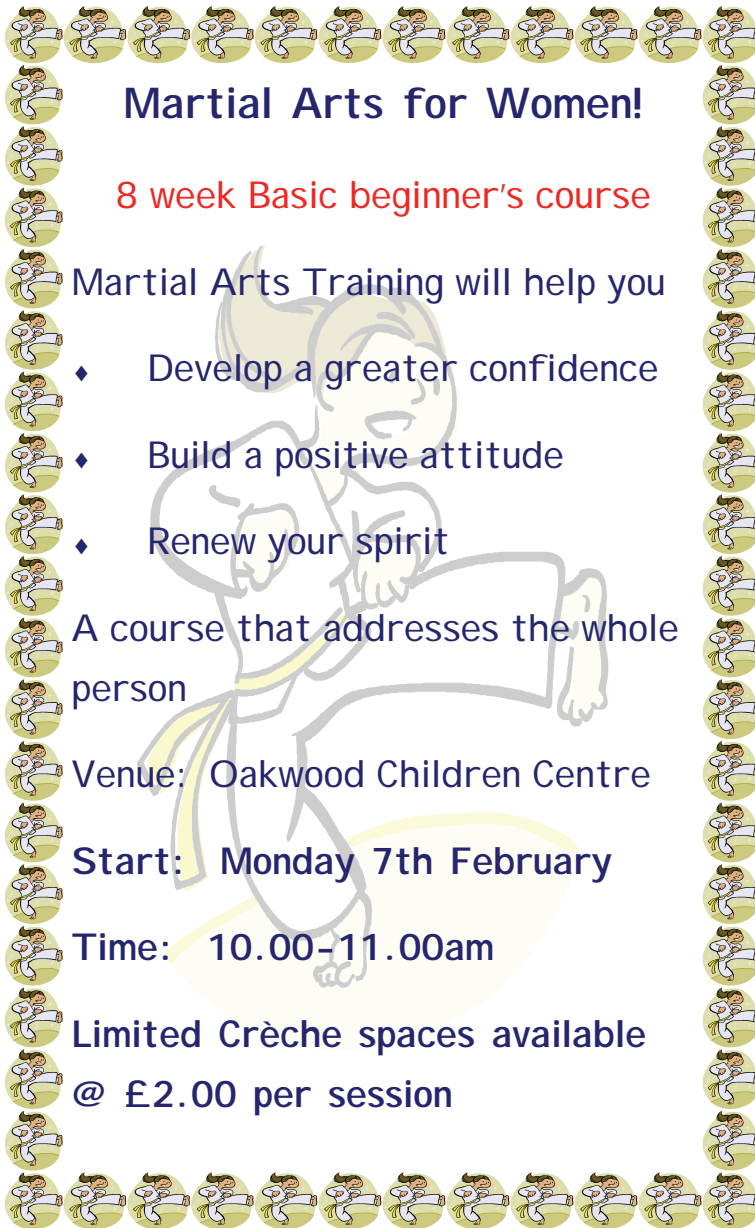 Martial Arts for Women!
8 week Basic beginner's course
Martial Arts Training will help you
♦ Develop a greater confidence
♦ Build a positive attitude
♦ Renew your spirit
A course that addresses the whole
person
Venue: Oakwood Children Centre
Start: Monday 7th February
Time: 10.00-11.00am
Limited Crèche spaces available
@ £2.00 per session